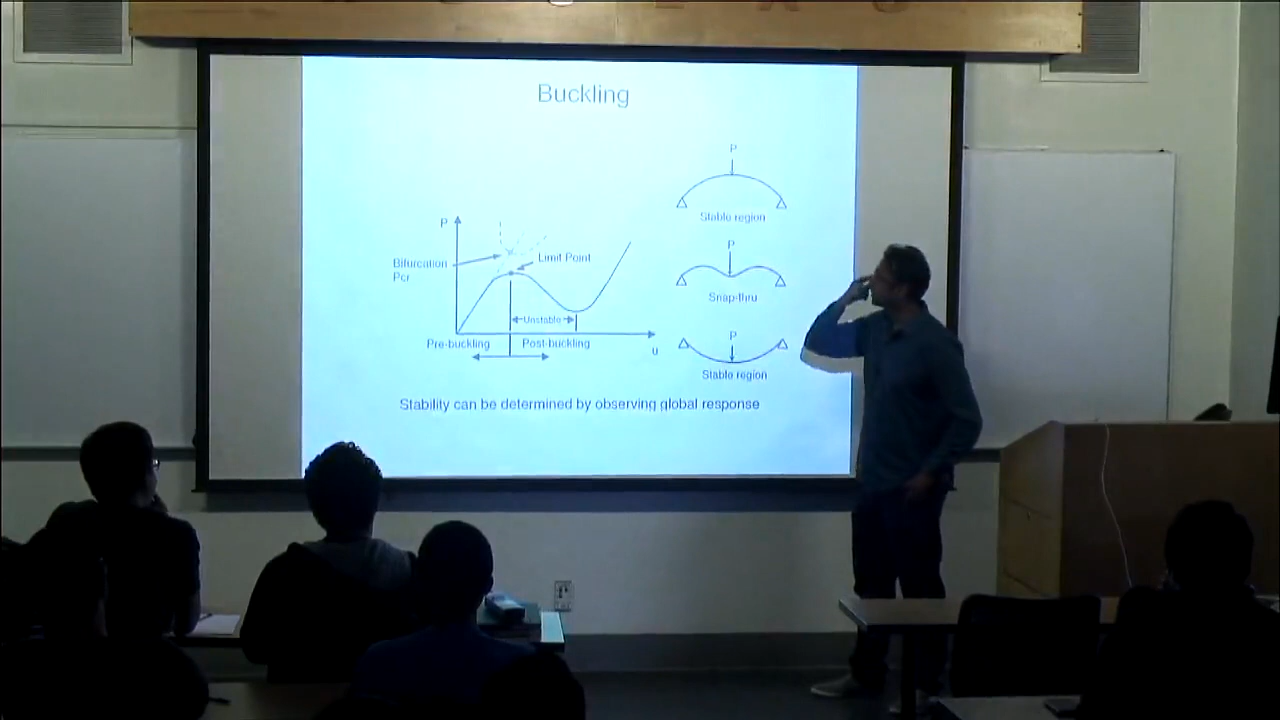 Buckling
P
Stable region
P
Bifurcation
Pcr
Limit Point
Unstable
Pre-buckling
Post-buckling
u
P
Snap-thru
P
Stable region
Stability can be determined by observing global response